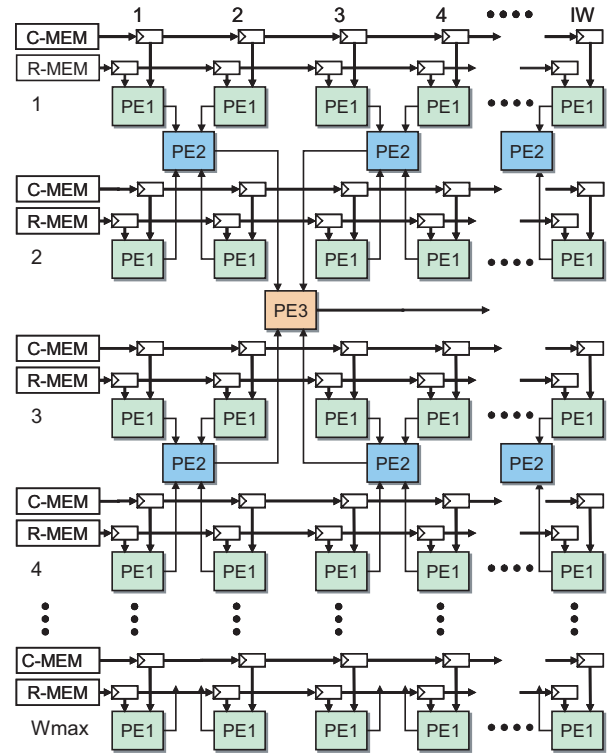 1 2 3 4 IW
C-MEM
R-MEM
1 PE1 PE1 PE1 PE1 PE1
PE2 PE2 PE2
C-MEM
R-MEM
2 PE1 PE1 PE1 PE1 PE1
PE3
C-MEM
R-MEM
3 PE1 PE1 PE1 PE1 PE1
PE2 PE2 PE2
C-MEM
R-MEM
4 PE1 PE1 PE1 PE1 PE1
C-MEM
R-MEM
Wmax PE1 PE1 PE1 PE1 PE1